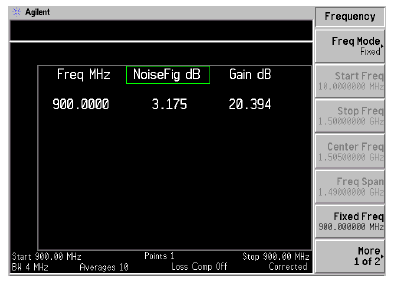 Agilent
Frequency
Freq Mode
Fixed
Freq MHz NoiseFig dB Gain dB
900.0000 3.175 20.394
Start Freq
10.0000000 MHz
Stop Freq
1.50000000 GHz
Center Freq
1.50500000 GHz
Freq Span
1.49000000 GHz
Fixed Freq
900.000000 MHz
More
1 of 2
Start 900.00 MHz Points 1 Stop 900.00 MHz
BW 4 MHz Averages 10 Loss Comp Off Corrected